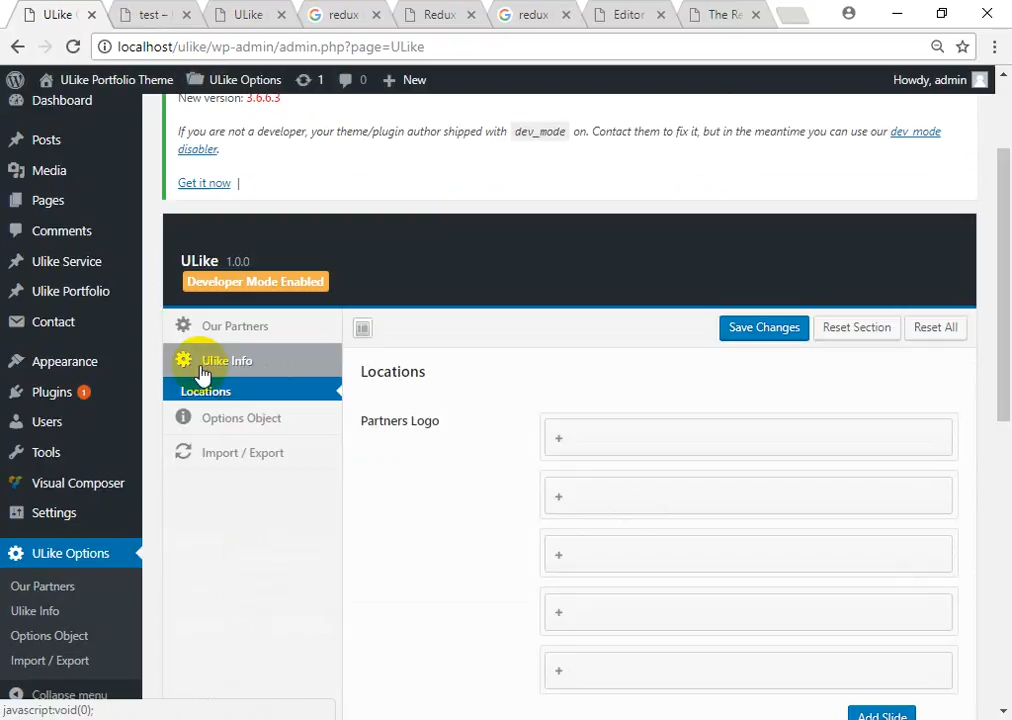 ULike
test –
ULike
redux
Redux
redux
Editor
The Re
localhost/ulike/wp-admin/admin.php?page=ULike
ULike Portfolio Theme
ULike Options
1
0
New
Howdy, admin
Dashboard
Posts
Media
Pages
Comments
Ulike Service
Ulike Portfolio
Contact
Appearance
Plugins 1
Users
Tools
Visual Composer
Settings
ULike Options
Our Partners
Ulike Info
Options Object
Import / Export
Collapse menu
javascript:void(0);
New version: 3.6.6.3
If you are not a developer, your theme/plugin author shipped with dev_mode on. Contact them to fix it, but in the meantime you can use our dev_mode
disabler.
Get it now |
ULike 1.0.0
Developer Mode Enabled
Our Partners
Ulike Info
Locations
Options Object
Import / Export
Save Changes
Reset Section
Reset All
Locations
Partners Logo
+
+
+
+
+
Add Slide